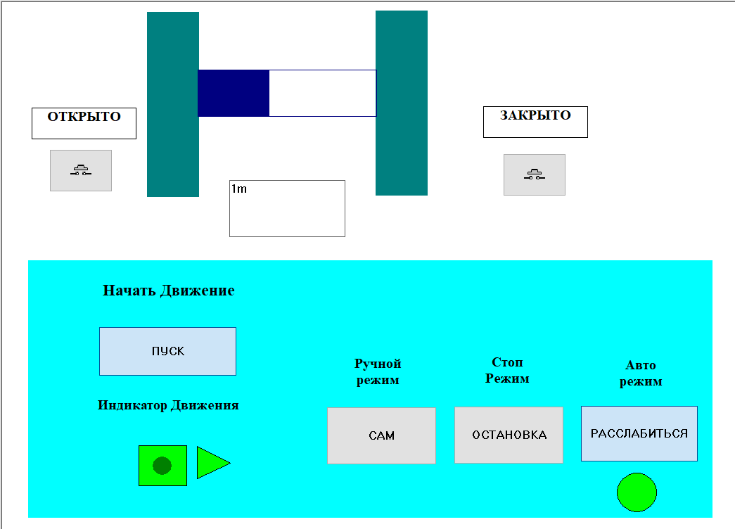 ОТКРЫТО
ЗАКРЫТО
1m
Начать Движение
ПУСК
Индикатор Движения
Ручной
режим
САМ
Стоп
Режим
ОСТАНОВКА
Авто
режим
РАССЛАБИТЬСЯ